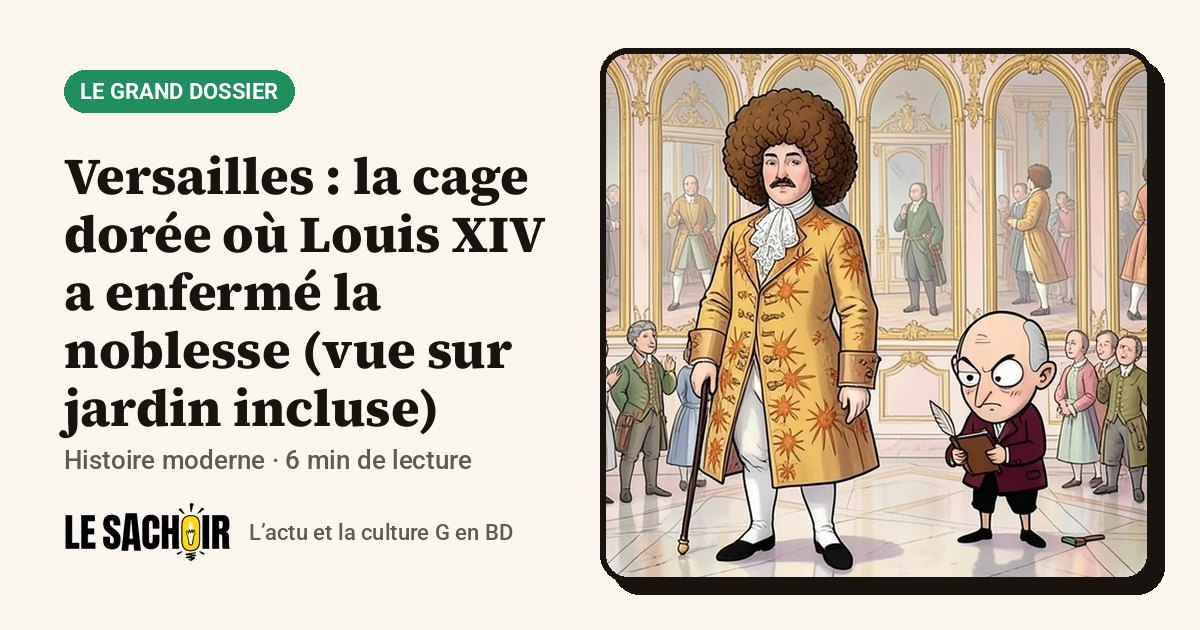 LE GRAND DOSSIER
Versailles : la cage
dorée où Louis XIV
a enfermé la
noblesse (vue sur
jardin incluse)
Histoire moderne · 6 min de lecture
LE SACHOIR
L’actu et la culture G en BD